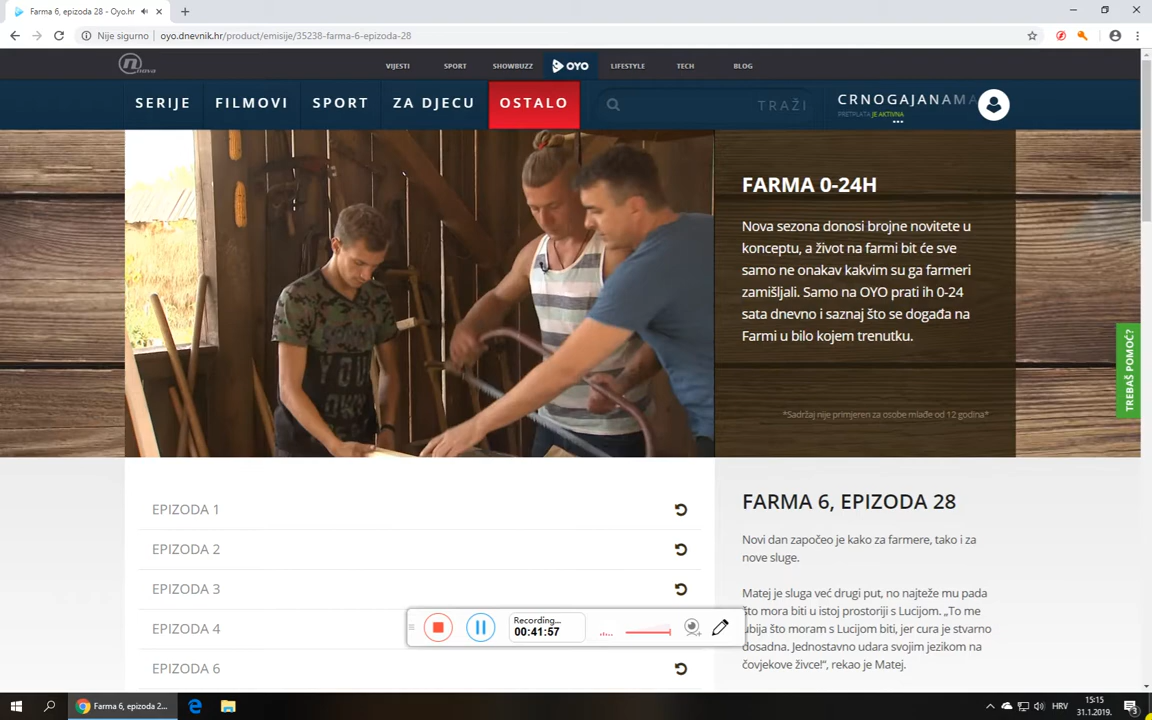 Farma 6, epizoda 28 - Oyo.hr
Nije sigurno
oyo.dnevnik.hr/product/emisije/35238-farma-6-epizoda-28
nova
VIJESTI
SPORT
SHOWBUZZ
OYO
LIFESTYLE
TECH
BLOG
SERIJE
FILMOVI
SPORT
ZA DJECU
OSTALO
TRAŽI
CRNOGAJANAMA
PRETPLATA JE AKTIVNA
FARMA 0-24H
Nova sezona donosi brojne novitete u
konceptu, a život na farmi bit će sve
samo ne onakav kakvim su ga farmeri
zamišljali. Samo na OYO prati ih 0-24
sata dnevno i saznaj što se događa na
Farmi u bilo kojem trenutku.
*Sadržaj nije primjeren za osobe mlađe od 12 godina*
TREBAŠ POMOĆ?
EPIZODA 1
EPIZODA 2
EPIZODA 3
EPIZODA 4
EPIZODA 6
FARMA 6, EPIZODA 28
Novi dan započeo je kako za farmere, tako i za
nove sluge.
Matej je sluga već drugi put, no najteže mu pada
što mora biti u istoj prostoriji s Lucijom. „To me
ubija što moram s Lucijom biti, jer cura je stvarno
dosadna. Jednostavno udara svojim jezikom na
čovjekove živce!“, rekao je Matej.
Recording...
00:41:57
Farma 6, epizoda 2...
HRV
15:15
31.1.2019.
3